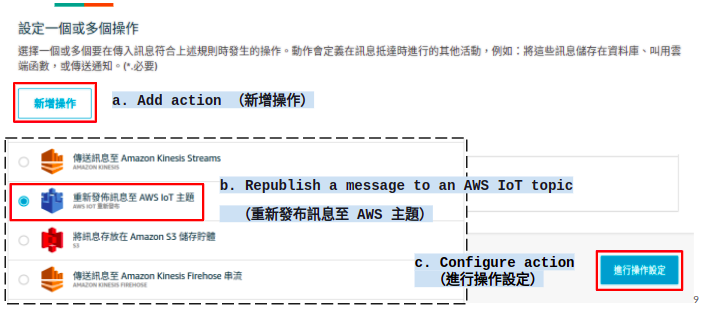 設定一個或多個操作
選擇一個或多個要在傳入訊息符合上述規則時發生的操作。動作會定義在訊息抵達時進行的其他活動，例如：將這些訊息儲存在資料庫、叫用雲
端函數，或傳送通知。(*.必要)
新增操作
a. Add action （新增操作）
傳送訊息至 Amazon Kinesis Streams
AMAZON KINESIS
重新發佈訊息至 AWS IoT 主題
AWS IOT 重新發布
b. Republish a message to an AWS IoT topic
（重新發布訊息至 AWS 主題）
將訊息存放在 Amazon S3 儲存貯體
S3
c. Configure action
（進行操作設定）
進行操作設定
傳送訊息至 Amazon Kinesis Firehose 串流
AMAZON KINESIS FIREHOSE
9